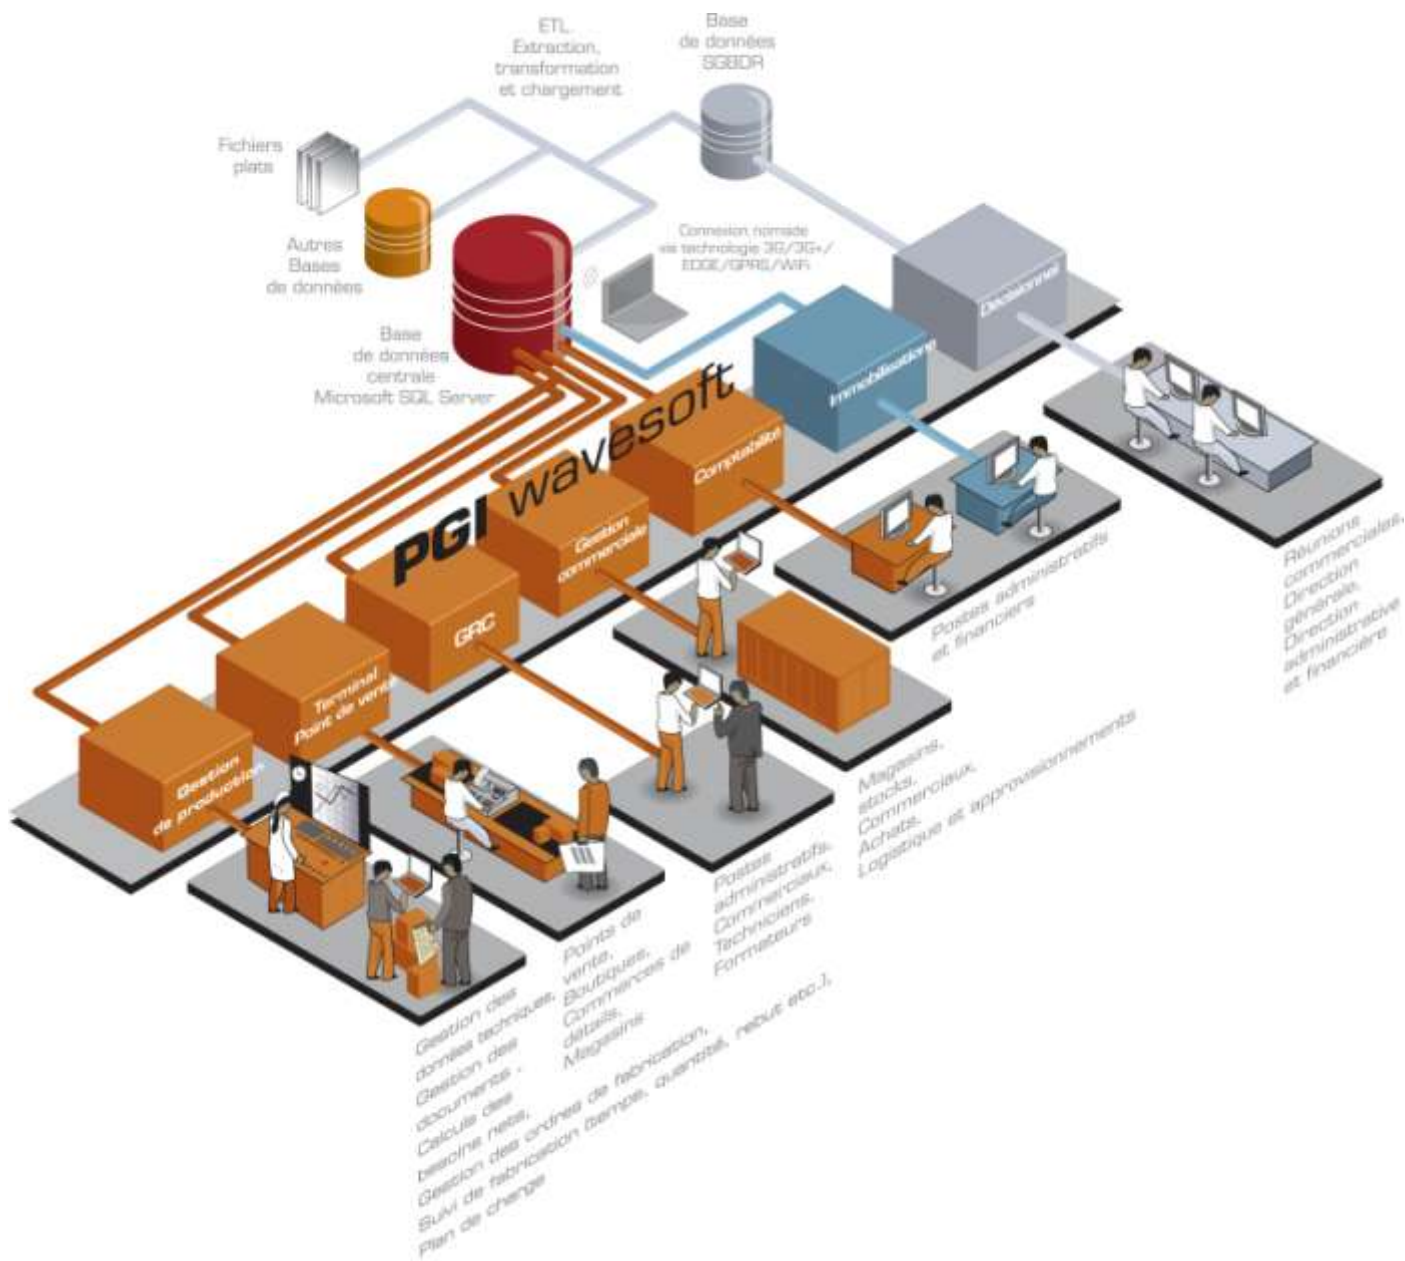 ETL
Extraction,
transformation
et chargement
Base
de données
SGBDR
Fichiers
plats
Autres
Bases
de données
Connexion nomade
via technologie 3G/3G+/
EDGE/GPRS/WiFi
Base
de données
centrale
Microsoft SQL Server
PGI wavesoft
Décisionnel
Immobilisations
Comptabilité
Gestion
commerciale
GRC
Terminal
Point de vente
Gestion
de production
Réunions
commerciales,
Direction
générale,
Direction
administrative
et financière
Postes administratifs
et financiers
Magasins,
stocks,
Commerciaux,
Achats,
Logistique et approvisionnements
Postes
administratifs,
Commerciaux,
Techniciens,
Formateurs
Points de
vente,
Boutiques,
Commerces de
détails,
Magasins
Gestion des
données techniques,
Gestion des
documents ,
Calculs des
besoins nets,
Gestion des ordres de fabrication,
Suivi de fabrication (temps, quantité, rebut etc.),
Plan de charge